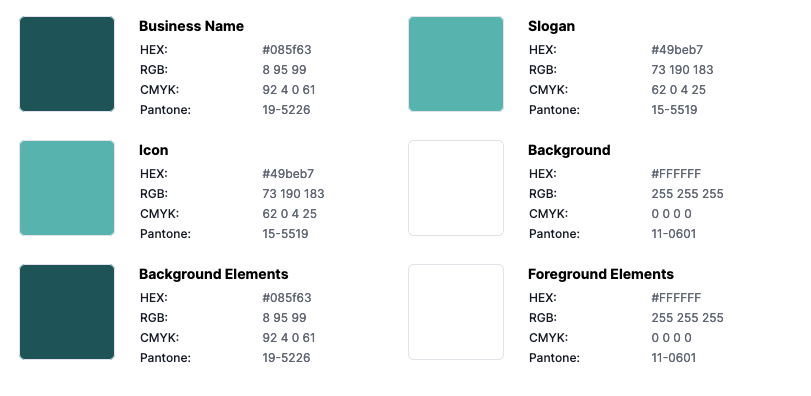 Business Name
HEX: #085f63
RGB: 8 95 99
CMYK: 92 4 0 61
Pantone: 19-5226
Slogan
HEX: #49beb7
RGB: 73 190 183
CMYK: 62 0 4 25
Pantone: 15-5519
Icon
HEX: #49beb7
RGB: 73 190 183
CMYK: 62 0 4 25
Pantone: 15-5519
Background
HEX: #FFFFFF
RGB: 255 255 255
CMYK: 0 0 0 0
Pantone: 11-0601
Background Elements
HEX: #085f63
RGB: 8 95 99
CMYK: 92 4 0 61
Pantone: 19-5226
Foreground Elements
HEX: #FFFFFF
RGB: 255 255 255
CMYK: 0 0 0 0
Pantone: 11-0601